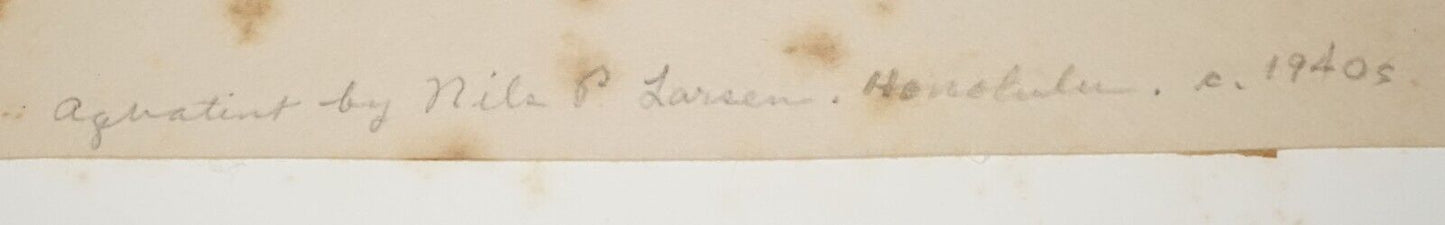 Aquatint by Nils P Larsen. Honolulu. c. 1940s.